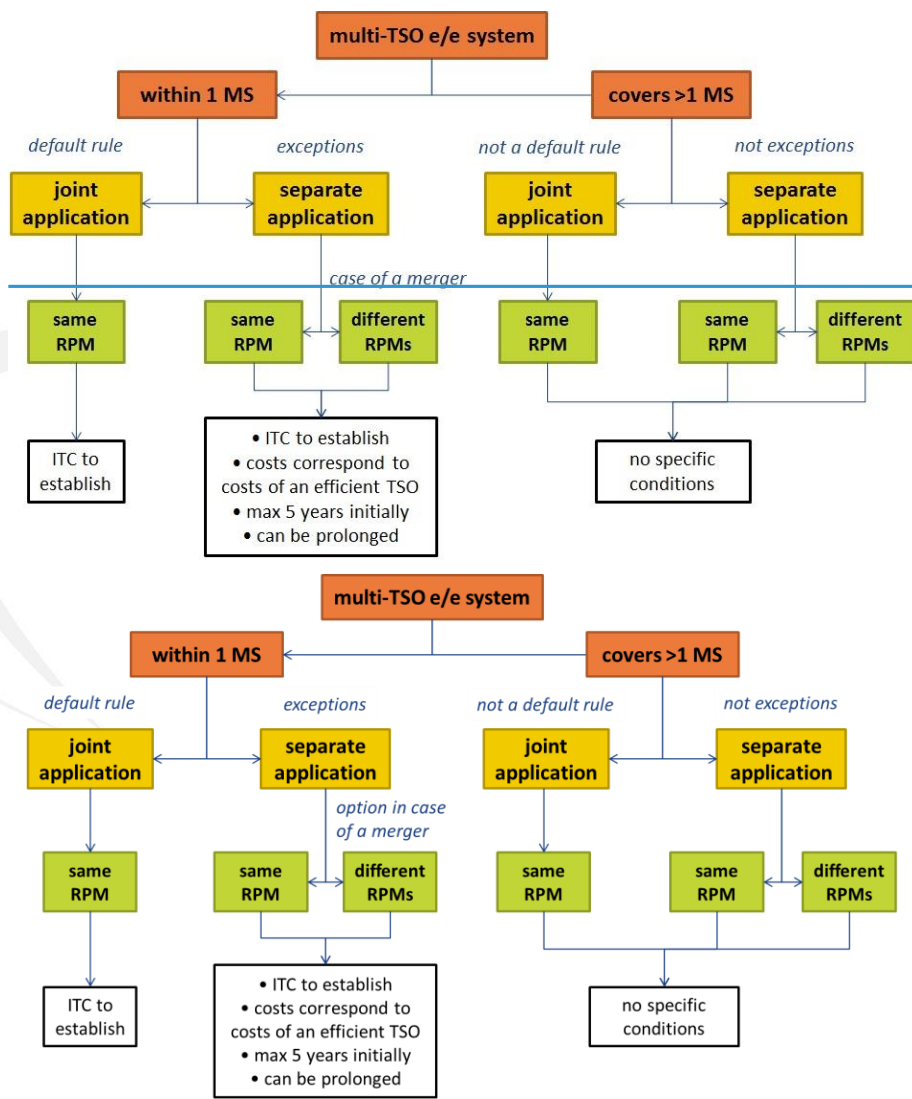 multi-TSO e/e system
within 1 MS
covers >1 MS
default rule
exceptions
not a default rule
not exceptions
joint
application
separate
application
joint
application
separate
application
case of a merger
same
RPM
same
RPM
different
RPMs
same
RPM
same
RPM
different
RPMs
ITC to
establish
• ITC to establish
• costs correspond to
costs of an efficient TSO
• max 5 years initially
• can be prolonged
no specific
conditions
multi-TSO e/e system
within 1 MS
covers >1 MS
default rule
exceptions
not a default rule
not exceptions
joint
application
separate
application
joint
application
separate
application
option in case
of a merger
same
RPM
same
RPM
different
RPMs
same
RPM
same
RPM
different
RPMs
ITC to
establish
• ITC to establish
• costs correspond to
costs of an efficient TSO
• max 5 years initially
• can be prolonged
no specific
conditions